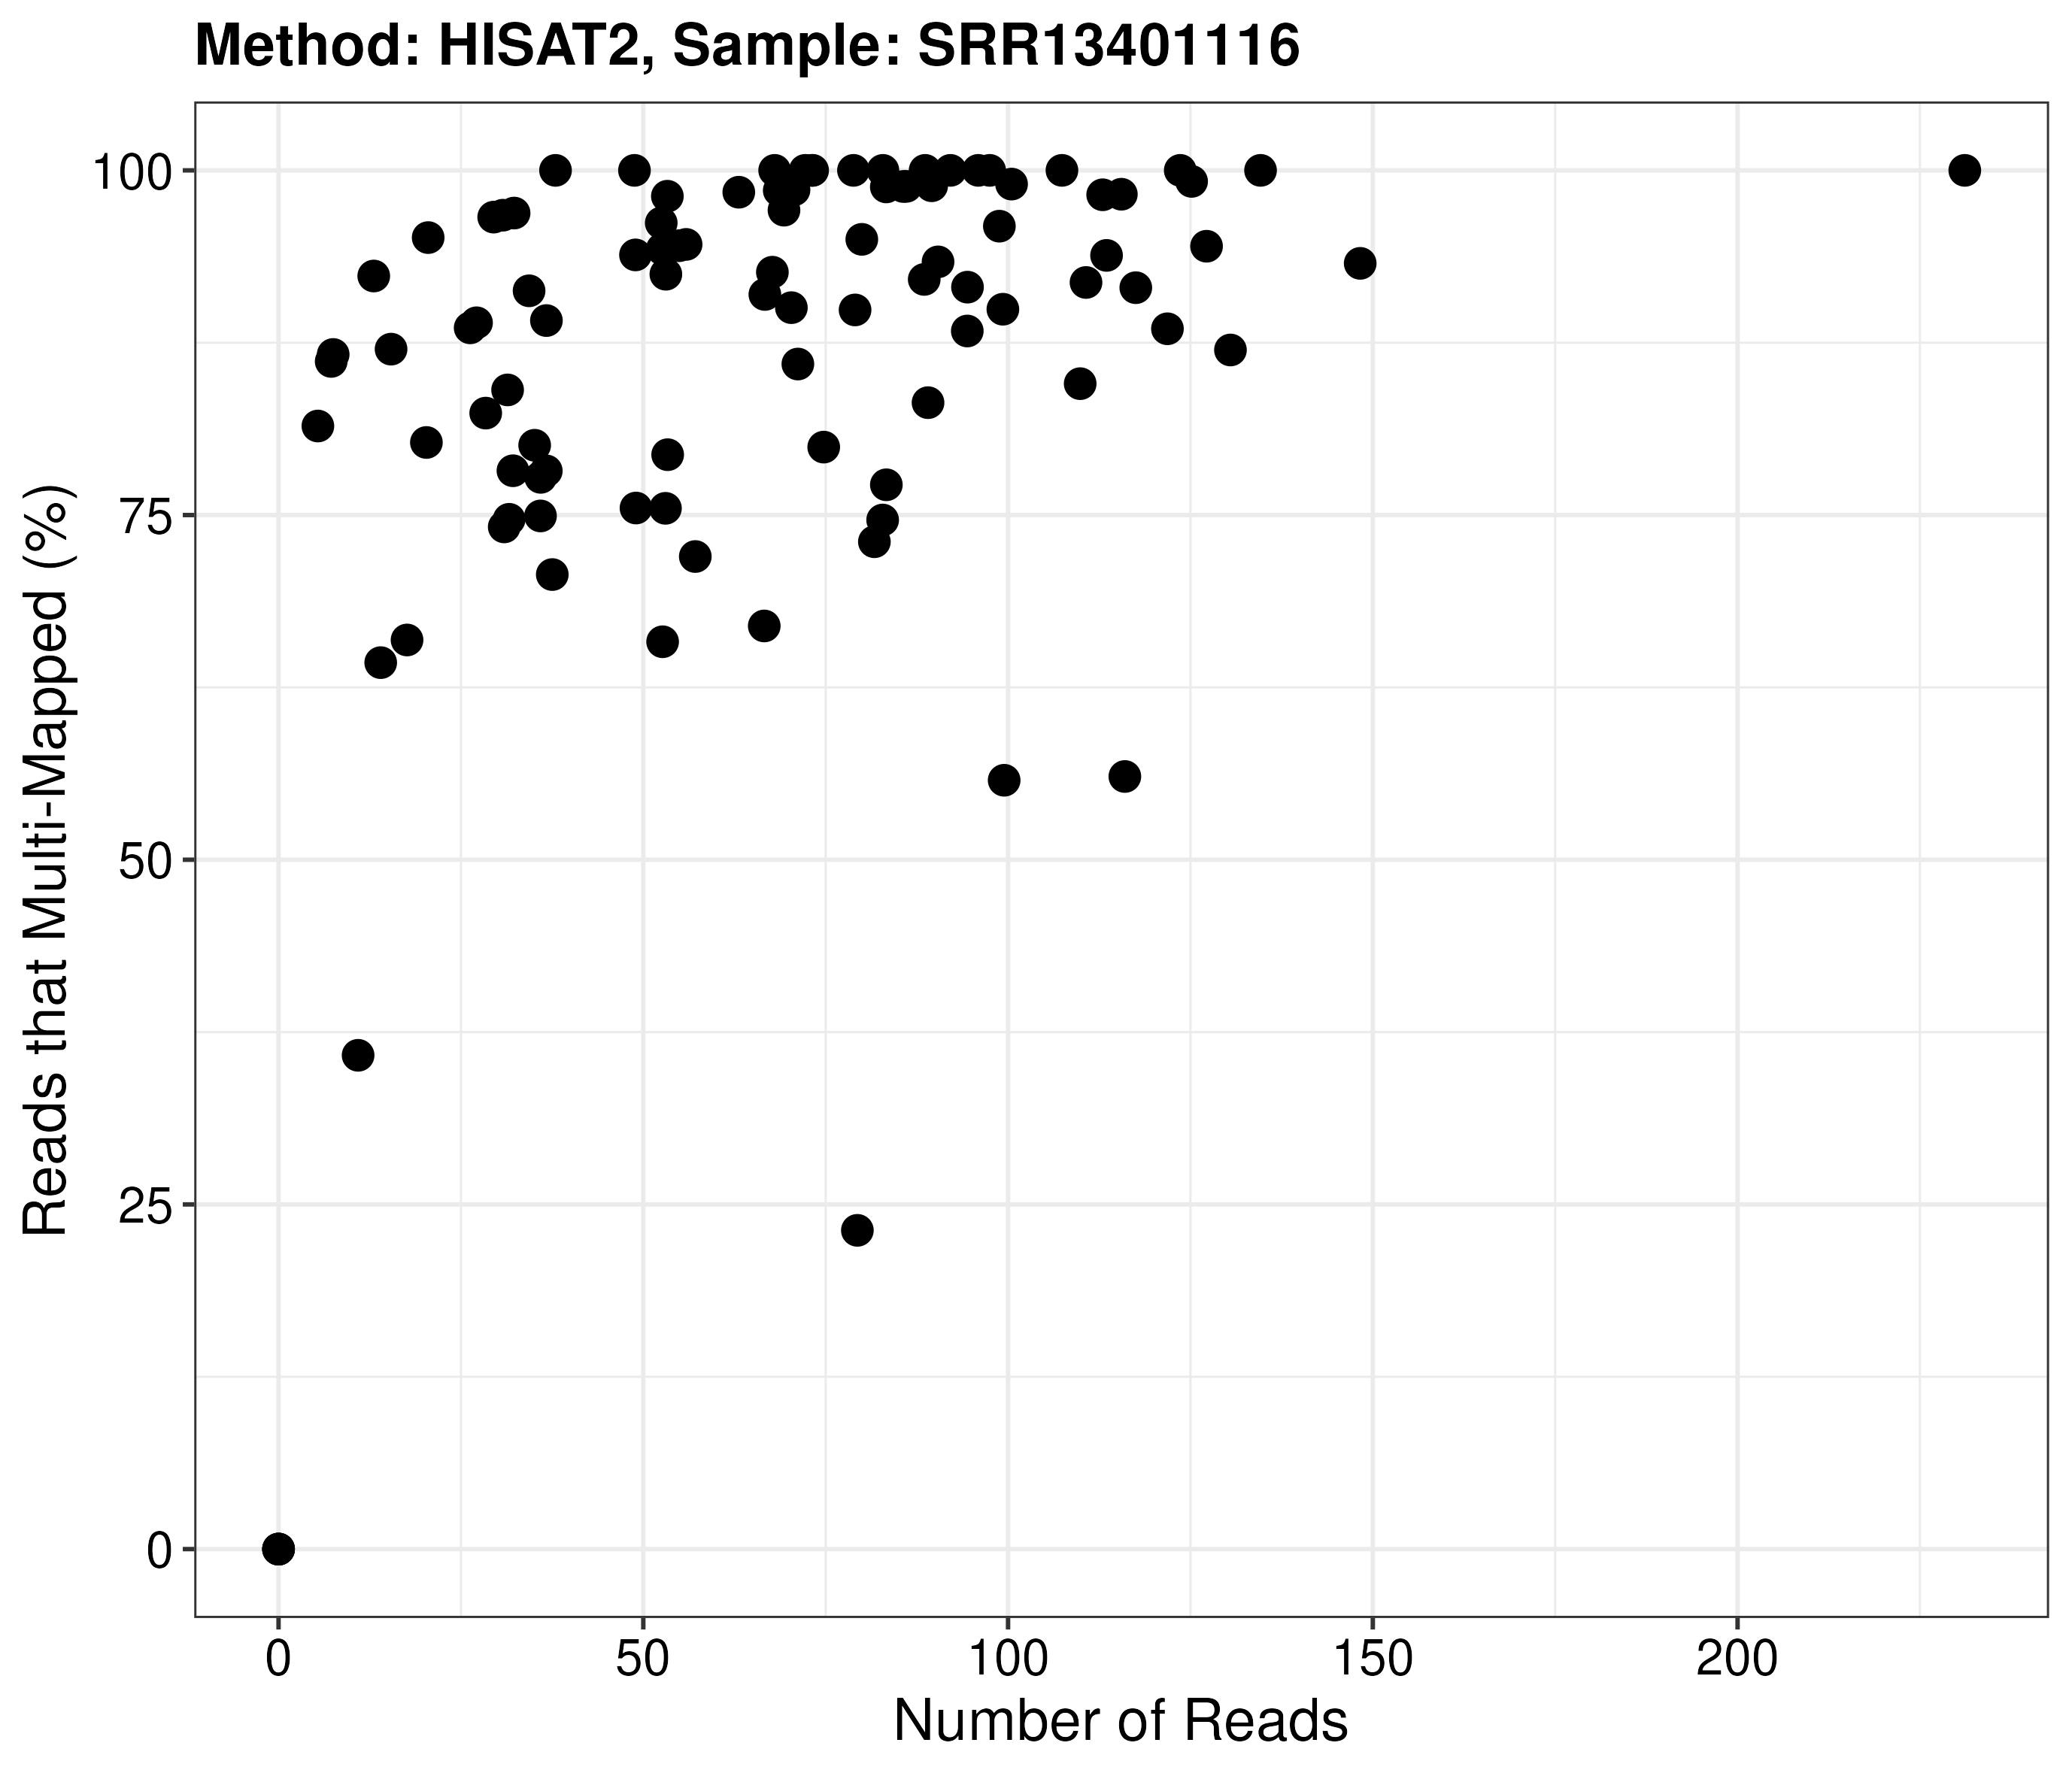 Method: HISAT2, Sample: SRR13401116
Reads that Multi-Mapped (%)
100
75
50
25
0
0 50 100 150 200
Number of Reads